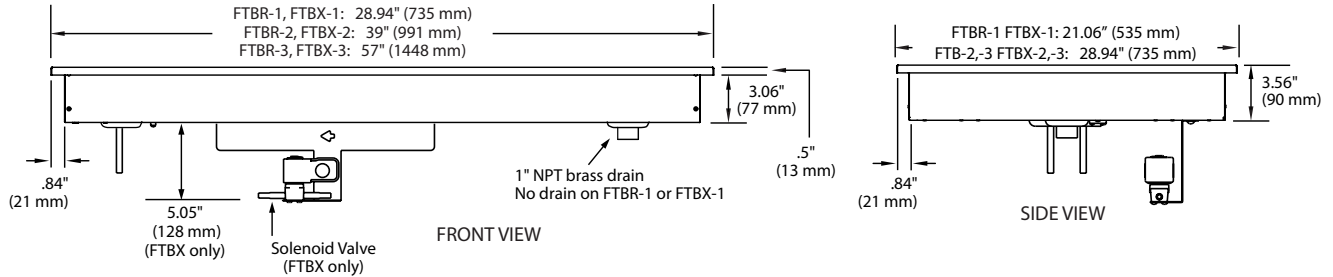 FTBR-1, FTBX-1: 28.94" (735 mm)
FTBR-2, FTBX-2: 39" (991 mm)
FTBR-3, FTBX-3: 57" (1448 mm)
3.06"
(77 mm)
.5"
(13 mm)
.84"
(21 mm)
5.05"
(128 mm)
(FTBX only)
Solenoid Valve
(FTBX only)
1" NPT brass drain
No drain on FTBR-1 or FTBX-1
FRONT VIEW
FTBR-1 FTBX-1: 21.06” (535 mm)
FTB-2,-3 FTBX-2,-3: 28.94" (735 mm)
3.56"
(90 mm)
.84"
(21 mm)
SIDE VIEW